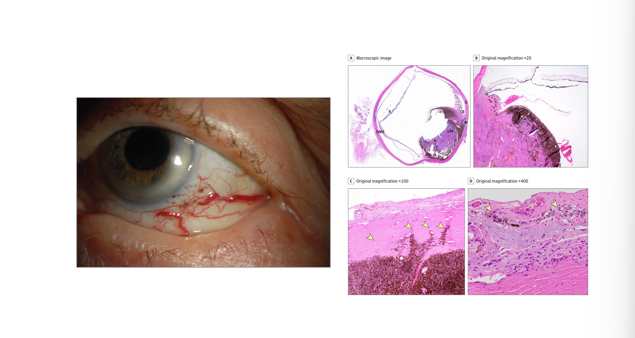 A Macroscopic image
B Original magnification ×20
C Original magnification ×100
D Original magnification ×400